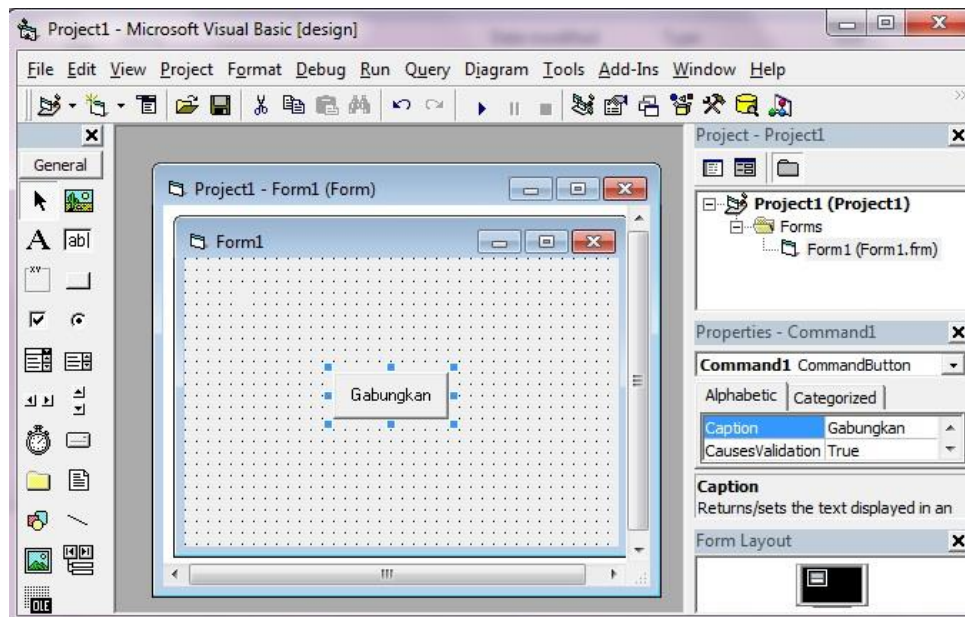 Project1 - Microsoft Visual Basic [design]
File Edit View Project Format Debug Run Query Diagram Tools Add-Ins Window Help
General
A ab
XY
OLE
Project1 - Form1 (Form)
Form1
Gabungkan
Project - Project1
Project1 (Project1)
Forms
Form1 (Form1.frm)
Properties - Command1
Command1 CommandButton
Alphabetic Categorized
Caption Gabungkan
CausesValidation True
Caption
Returns/sets the text displayed in an
Form Layout